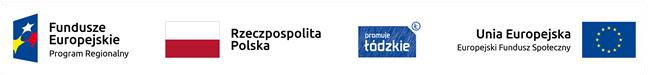 Fundusze
Europejskie
Program Regionalny
Rzeczpospolita
Polska
promuje
łódzkie
Unia Europejska
Europejski Fundusz Społeczny